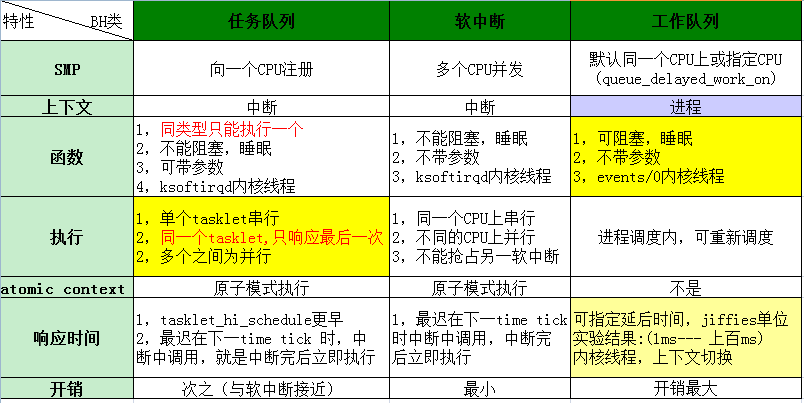 特性 BH类 任务队列 软中断 工作队列
SMP
向一个CPU注册
多个CPU并发
默认同一个CPU上或指定CPU
(queue_delayed_work_on)
上下文 中断 中断 进程
函数
1，同类型只能执行一个
2，不能阻塞，睡眠
3，可带参数
4，ksoftirqd内核线程
1，不能阻塞，睡眠
2，不带参数
3，ksoftirqd内核线程
1，可阻塞，睡眠
2，不带参数
3，events/0内核线程
执行
1，单个tasklet串行
2，同一个tasklet,只响应最后一次
2，多个之间为并行
1，同一个CPU上串行
2，不同的CPU上并行
3，不能抢占另一软中断
进程调度内，可重新调度
atomic context 原子模式执行 原子模式执行 不是
响应时间
1，tasklet_hi_schedule更早
2，最迟在下一time tick 时，中
断中调用，就是中断完后立即执行
1，最迟在下一time tick
时中断中调用，中断完
后立即执行
可指定延后时间，jiffies单位
实验结果:(1ms--- 上百ms)
内核线程，上下文切换
开销 次之（与软中断接近） 最小 开销最大